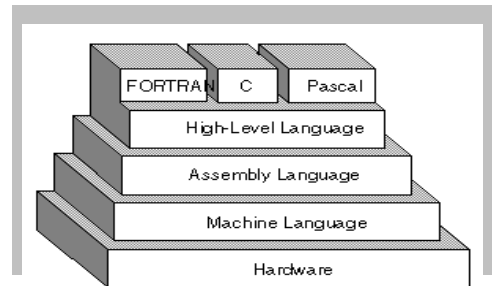 FORTRAN C Pascal
High-Level Language
Assembly Language
Machine Language
Hardware